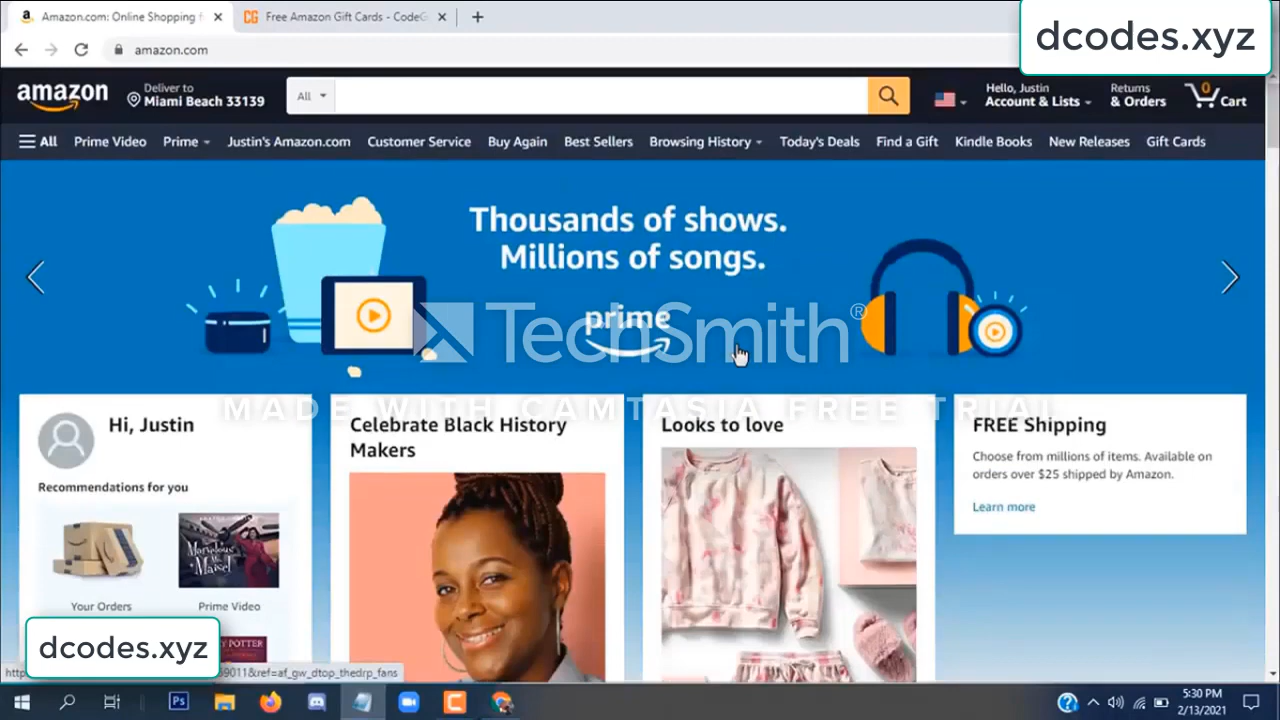 Amazon.com: Online Shopping f
Free Amazon Gift Cards - CodeG
dcodes.xyz
amazon.com
amazon
Deliver to
Miami Beach 33139
All
Hello, Justin
Account & Lists
Returns
& Orders
0
Cart
All
Prime Video
Prime
Justin's Amazon.com
Customer Service
Buy Again
Best Sellers
Browsing History
Today's Deals
Find a Gift
Kindle Books
New Releases
Gift Cards
Thousands of shows.
Millions of songs.
prime
TechSmith®
MADE WITH CAMTASIA FREE TRIAL
Hi, Justin
Recommendations for you
Your Orders
Prime Video
Celebrate Black History
Makers
Looks to love
FREE Shipping
Choose from millions of items. Available on
orders over $25 shipped by Amazon.
Learn more
dcodes.xyz
9011&ref=af_gw_dtop_thedrp_fans
Ps
5:30 PM
2/13/2021